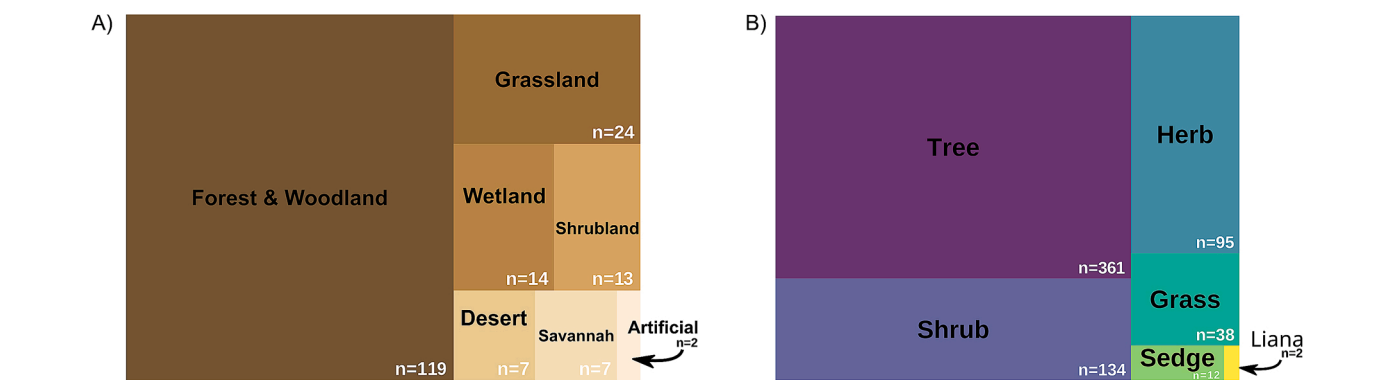 A)
Forest & Woodland
n=119
Grassland
n=24
Wetland
n=14
Shrubland
n=13
Desert
n=7
Savannah
n=7
Artificial
n=2
B)
Tree
n=361
Shrub
n=134
Herb
n=95
Grass
n=38
Sedge
n=12
Liana
n=2